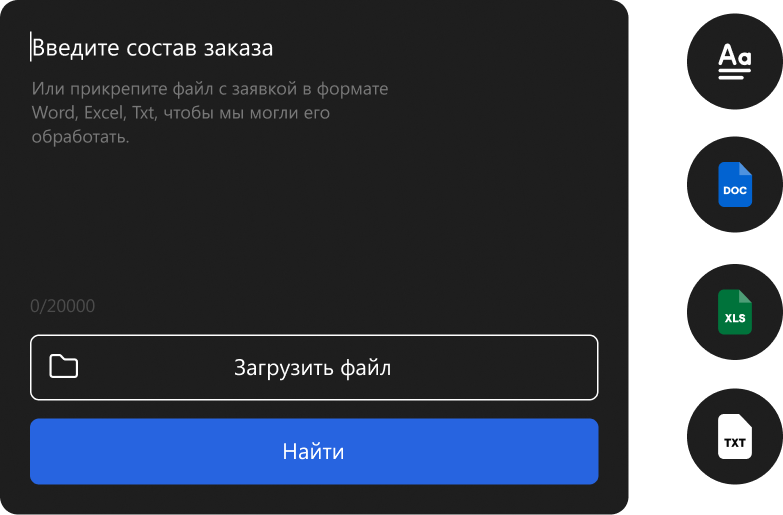 Введите состав заказа
Или прикрепите файл с заявкой в формате
Word, Excel, Txt, чтобы мы могли его
обработать.
0/20000
Загрузить файл
Найти
Aa
DOC
XLS
TXT